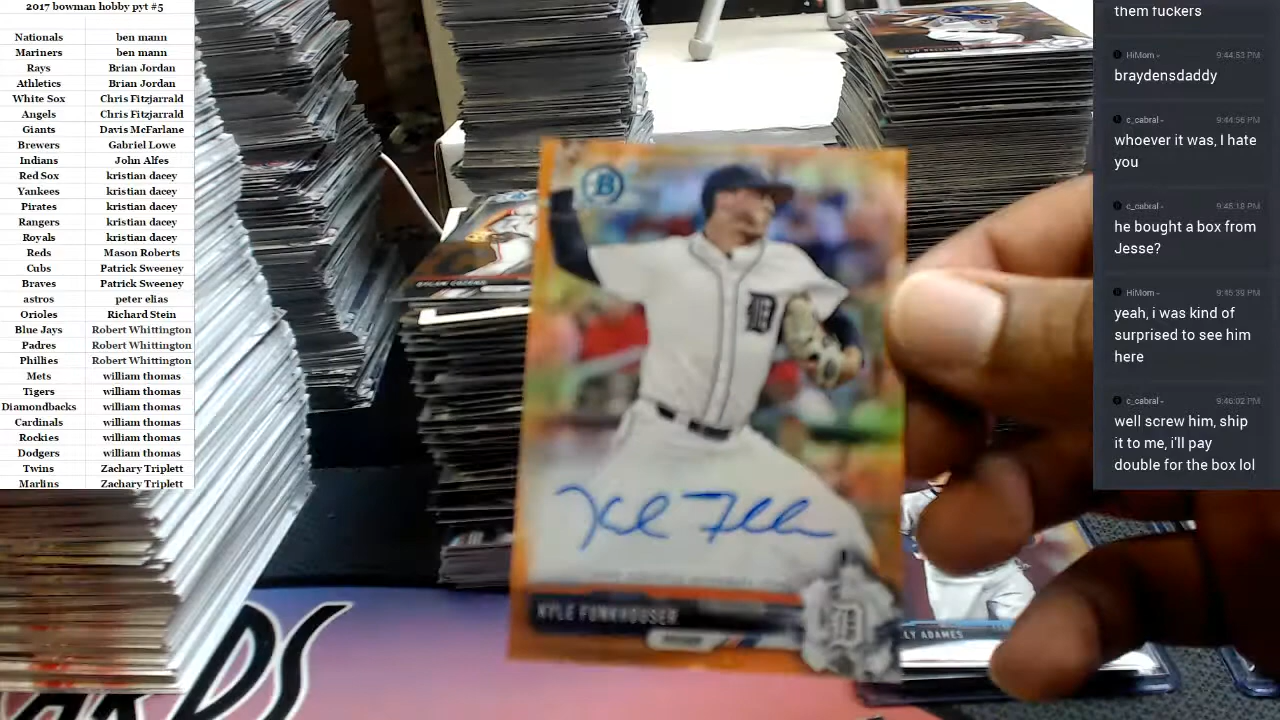 2017 bowman hobby pyt #5
Nationals ben mann
Mariners ben mann
Rays Brian Jordan
Athletics Brian Jordan
White Sox Chris Fitzjarrald
Angels Chris Fitzjarrald
Giants Davis McFarlane
Brewers Gabriel Lowe
Indians John Alfes
Red Sox kristian dacey
Yankees kristian dacey
Pirates kristian dacey
Rangers kristian dacey
Royals kristian dacey
Reds Mason Roberts
Cubs Patrick Sweeney
Braves Patrick Sweeney
astros peter elias
Orioles Richard Stein
Blue Jays Robert Whittington
Padres Robert Whittington
Phillies Robert Whittington
Mets william thomas
Tigers william thomas
Diamondbacks william thomas
Cardinals william thomas
Rockies william thomas
Dodgers william thomas
Twins Zachary Triplett
Marlins Zachary Triplett
B
D
KYLE FUNKHOUSER
LY ADAMES
them fuckers
HiMom - 9:44:53 PM
braydensdaddy
c_cabral - 9:44:56 PM
whoever it was, I hate
you
c_cabral - 9:45:18 PM
he bought a box from
Jesse?
HiMom - 9:45:39 PM
yeah, i was kind of
surprised to see him
here
c_cabral - 9:46:02 PM
well screw him, ship
it to me, i'll pay
double for the box lol